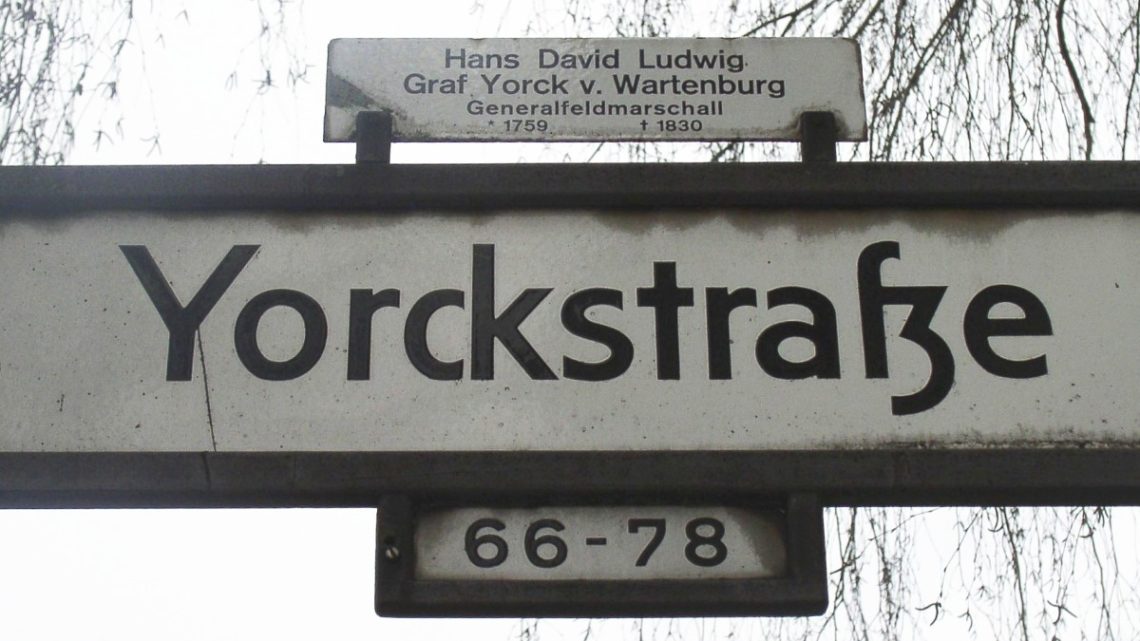 Hans David Ludwig
Graf Yorck v. Wartenburg
Generalfeldmarschall
* 1759 † 1830
Yorckstraße
66-78